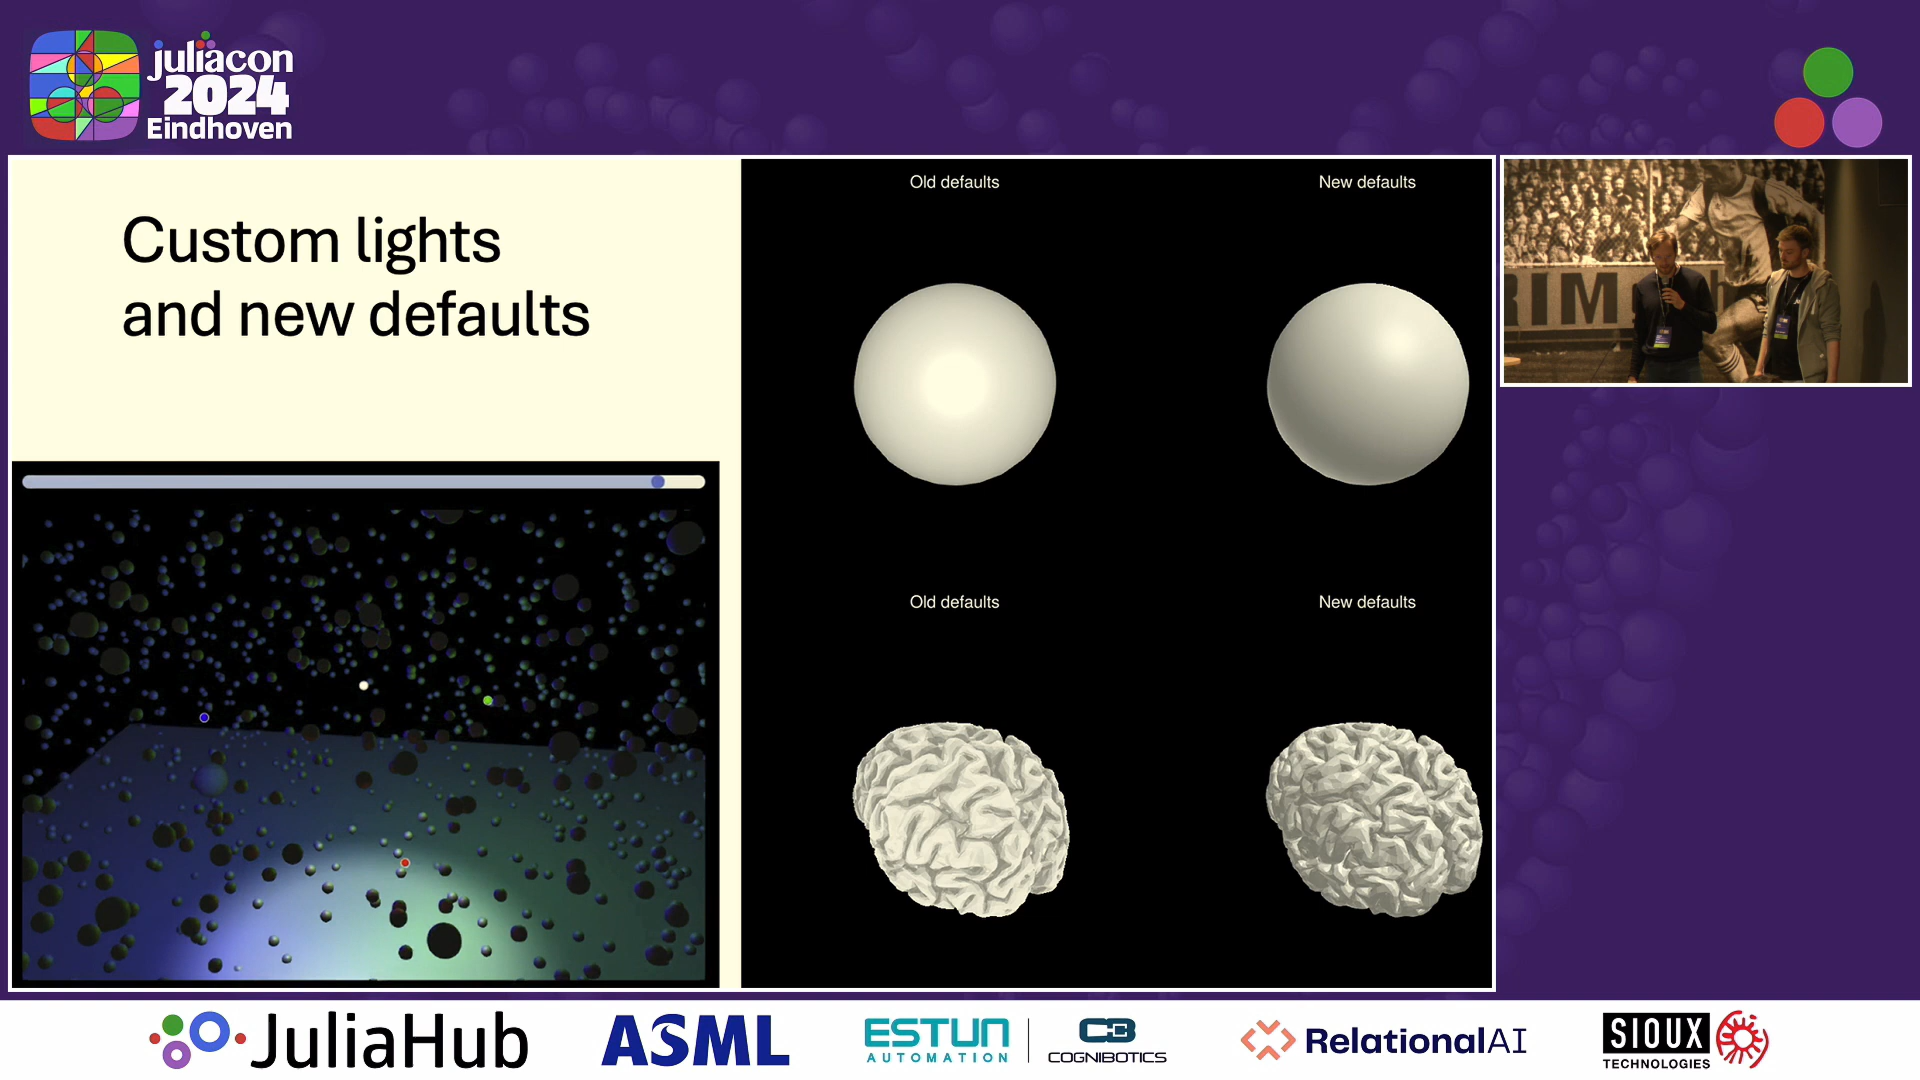 juliacon
2024
Eindhoven
Custom lights
and new defaults
Old defaults
New defaults
Old defaults
New defaults
JuliaHub
ASML
ESTUN
AUTOMATION
COGNIBOTICS
RelationalAI
SIOUX
TECHNOLOGIES